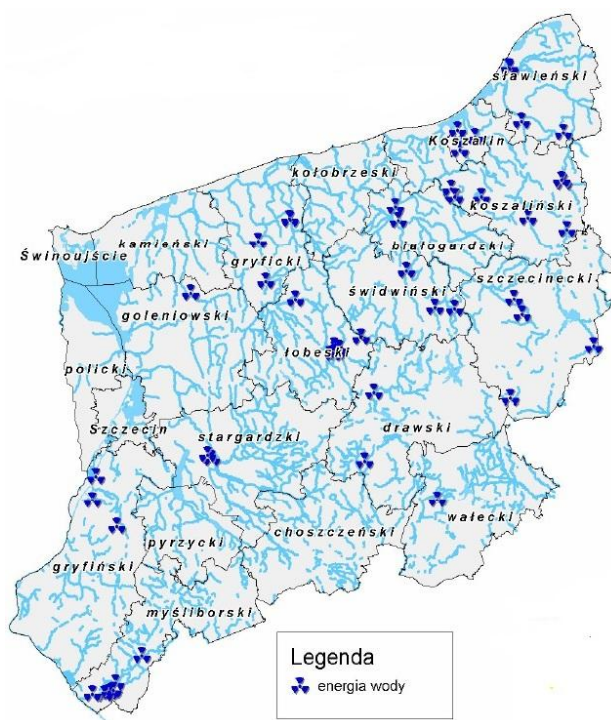 sławieński
Koszalin
kołobrzeski
koszaliński
kamieński
białogardzki
Świnoujście
gryficki
szczecinecki
świdwiński
goleniowski
łobeski
policki
Szczecin
drawski
stargardzki
wałecki
choszczeński
pyrzycki
gryfiński
myśliborski
Legenda
energia wody